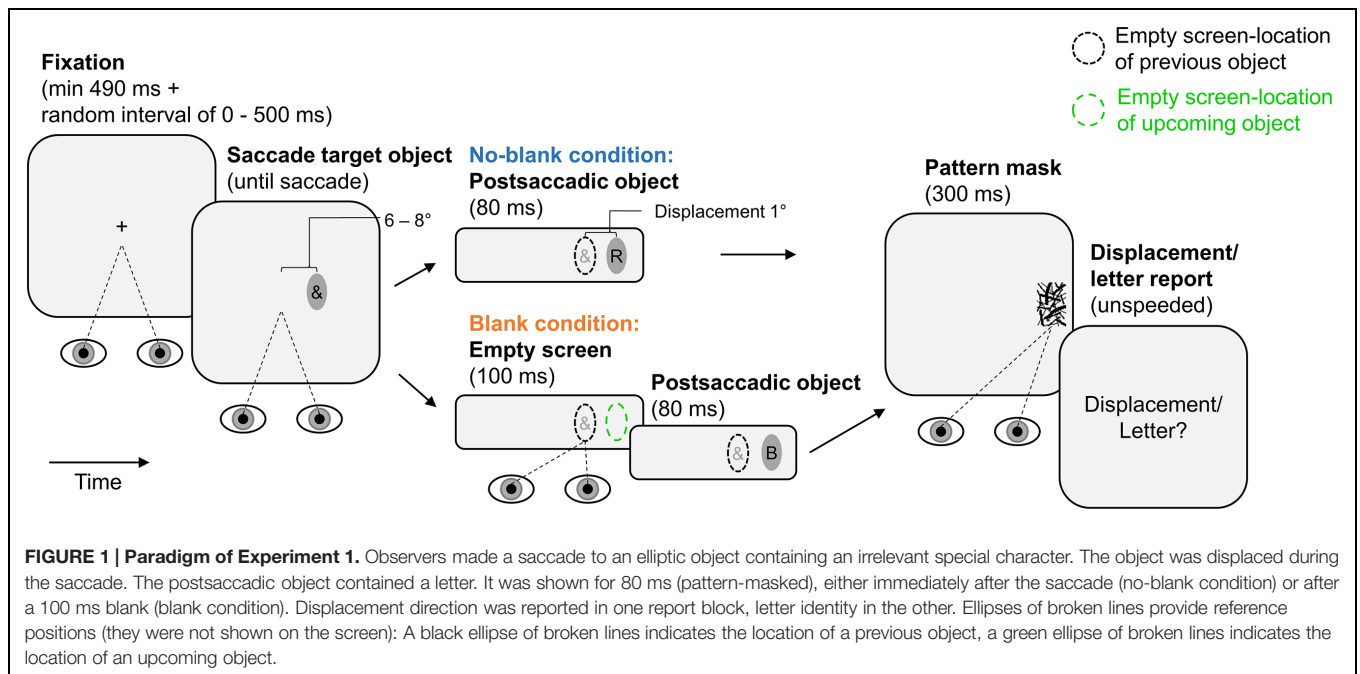 Fixation
(min 490 ms +
random interval of 0 - 500 ms)
+
Saccade target object
(until saccade)
6 – 8°
&
No-blank condition:
Postsaccadic object
(80 ms)
Displacement 1°
& R
Blank condition:
Empty screen
(100 ms)
&
Postsaccadic object
(80 ms)
& B
Time
Empty screen-location
of previous object
Empty screen-location
of upcoming object
Pattern mask
(300 ms)
Displacement/
letter report
(unspeeded)
Displacement/
Letter?
FIGURE 1 | Paradigm of Experiment 1. Observers made a saccade to an elliptic object containing an irrelevant special character. The object was displaced during
the saccade. The postsaccadic object contained a letter. It was shown for 80 ms (pattern-masked), either immediately after the saccade (no-blank condition) or after
a 100 ms blank (blank condition). Displacement direction was reported in one report block, letter identity in the other. Ellipses of broken lines provide reference
positions (they were not shown on the screen): A black ellipse of broken lines indicates the location of a previous object, a green ellipse of broken lines indicates the
location of an upcoming object.